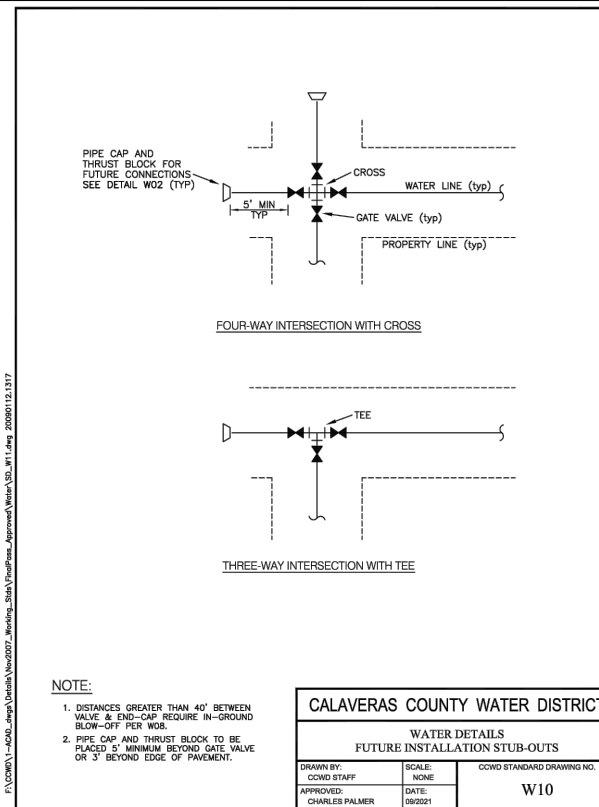 PIPE CAP AND
THRUST BLOCK FOR
FUTURE CONNECTIONS
SEE DETAIL W02 (TYP)
CROSS
WATER LINE (typ)
5' MIN
TYP
GATE VALVE (typ)
PROPERTY LINE (typ)
FOUR-WAY INTERSECTION WITH CROSS
TEE
THREE-WAY INTERSECTION WITH TEE
F:\CCWD\1-ACAD_dwgs\Details\Nov2007_Working_Stds\FinalPass_Approved\Water\SD_W11.dwg 20090112.1317
NOTE:
1. DISTANCES GREATER THAN 40' BETWEEN
VALVE & END-CAP REQUIRE IN-GROUND
BLOW-OFF PER W08.
2. PIPE CAP AND THRUST BLOCK TO BE
PLACED 5' MINIMUM BEYOND GATE VALVE
OR 3' BEYOND EDGE OF PAVEMENT.
CALAVERAS COUNTY WATER DISTRICT
WATER DETAILS
FUTURE INSTALLATION STUB-OUTS
DRAWN BY:
CCWD STAFF
SCALE:
NONE
CCWD STANDARD DRAWING NO.
W10
APPROVED:
CHARLES PALMER
DATE:
09/2021